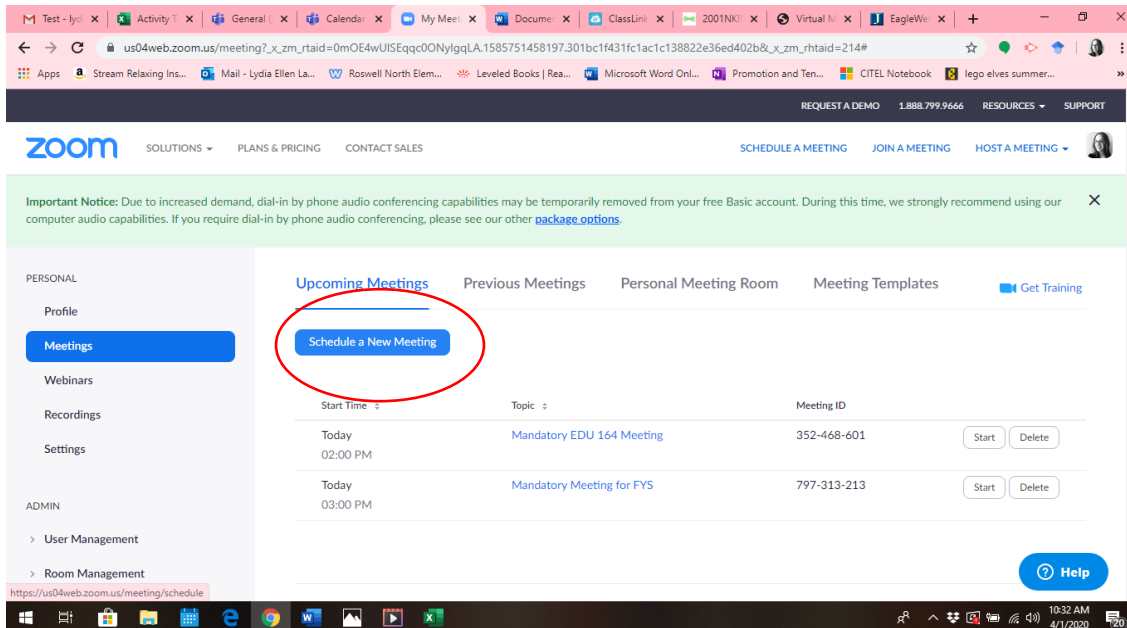 Test - lyd
Activity T
General (
Calendar
My Meet
Docume
ClassLink
2001NKI
Virtual M
EagleWe
us04web.zoom.us/meeting?_x_zm_rtaid=0mOE4wUISEqqc0ONyIgqLA.1585751458197.301bc1f431fc1ac1c138822e36ed402b&_x_zm_rhtaid=214#
Apps Stream Relaxing Ins... Mail - Lydia Ellen La... Roswell North Elem... Leveled Books | Rea... Microsoft Word Onl... Promotion and Ten... CITEL Notebook lego elves summer... »
REQUEST A DEMO 1.888.799.9666 RESOURCES SUPPORT
zoom SOLUTIONS PLANS & PRICING CONTACT SALES SCHEDULE A MEETING JOIN A MEETING HOST A MEETING
Important Notice: Due to increased demand, dial-in by phone audio conferencing capabilities may be temporarily removed from your free Basic account. During this time, we strongly recommend using our
computer audio capabilities. If you require dial-in by phone audio conferencing, please see our other package options.
PERSONAL
Profile
Meetings
Webinars
Recordings
Settings
ADMIN
> User Management
> Room Management
Upcoming Meetings Previous Meetings Personal Meeting Room Meeting Templates Get Training
Schedule a New Meeting
Start Time Topic Meeting ID
Today Mandatory EDU 164 Meeting 352-468-601 Start Delete
02:00 PM
Today Mandatory Meeting for FYS 797-313-213 Start Delete
03:00 PM
Help
https://us04web.zoom.us/meeting/schedule
10:32 AM
4/1/2020
20